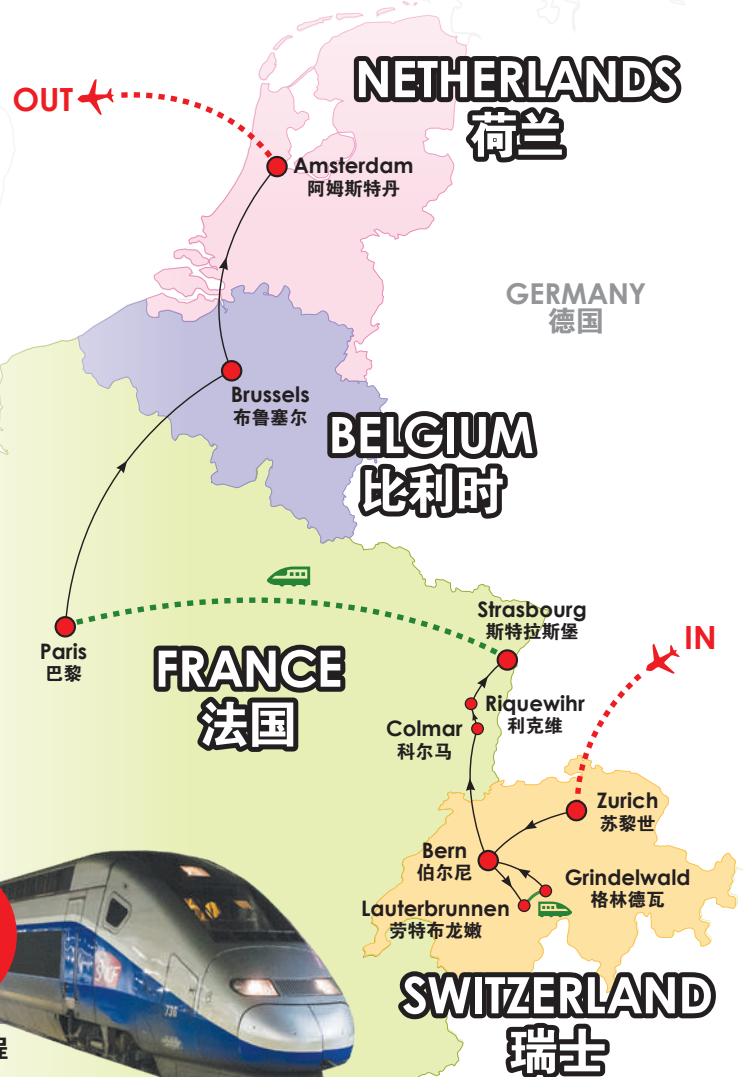 OUT
NETHERLANDS
荷兰
Amsterdam
阿姆斯特丹
GERMANY
德国
Brussels
布鲁塞尔
BELGIUM
比利时
Strasbourg
斯特拉斯堡
Paris
巴黎
FRANCE
法国
IN
Riquewihr
利克维
Colmar
科尔马
Zurich
苏黎世
Bern
伯尔尼
Grindelwald
格林德瓦
Lauterbrunnen
劳特布龙嫩
SNCF
736
SWITZERLAND
瑞士
程